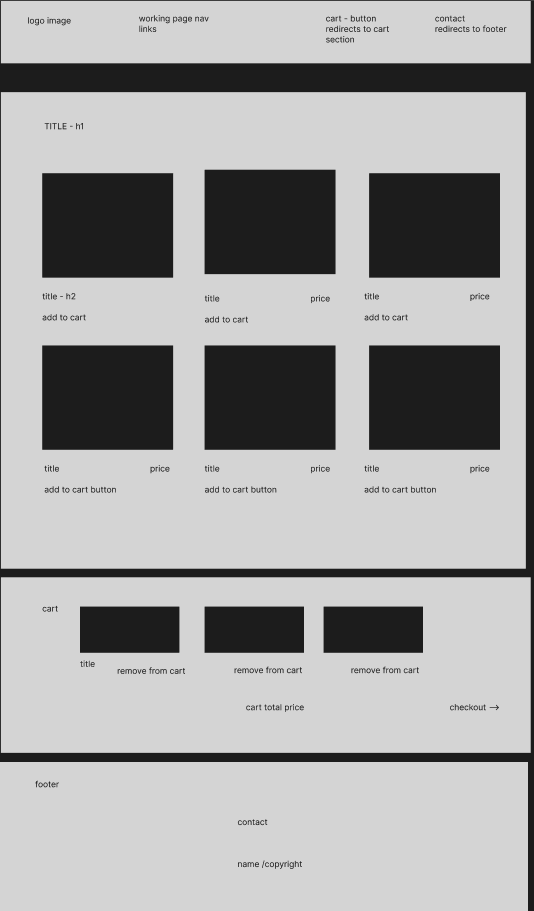 logo image
working page nav
links
cart - button
redirects to cart
section
contact
redirects to footer
TITLE - h1
title - h2
add to cart
title
price
add to cart
title
price
add to cart
title
price
add to cart button
title
price
add to cart button
title
price
add to cart button
cart
title
remove from cart
remove from cart
remove from cart
cart total price
checkout →
footer
contact
name /copyright